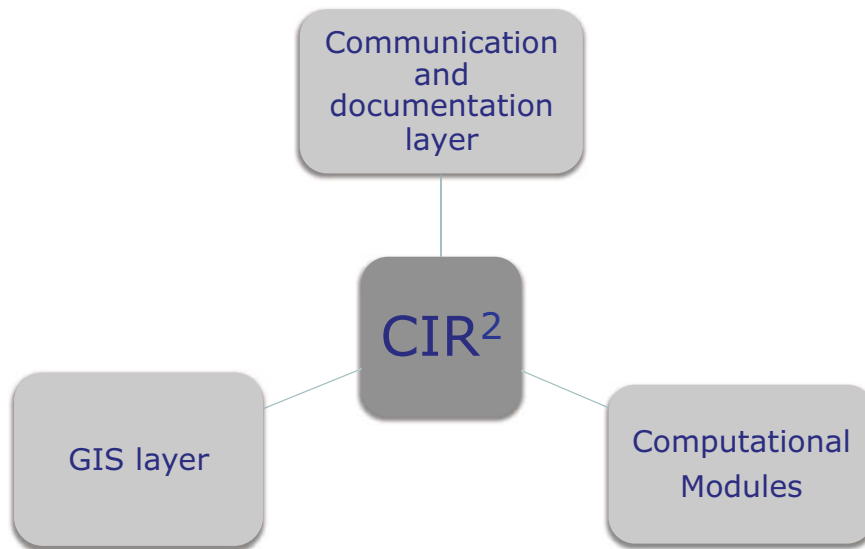 Communication
and
documentation
layer
CIR²
GIS layer
Computational
Modules